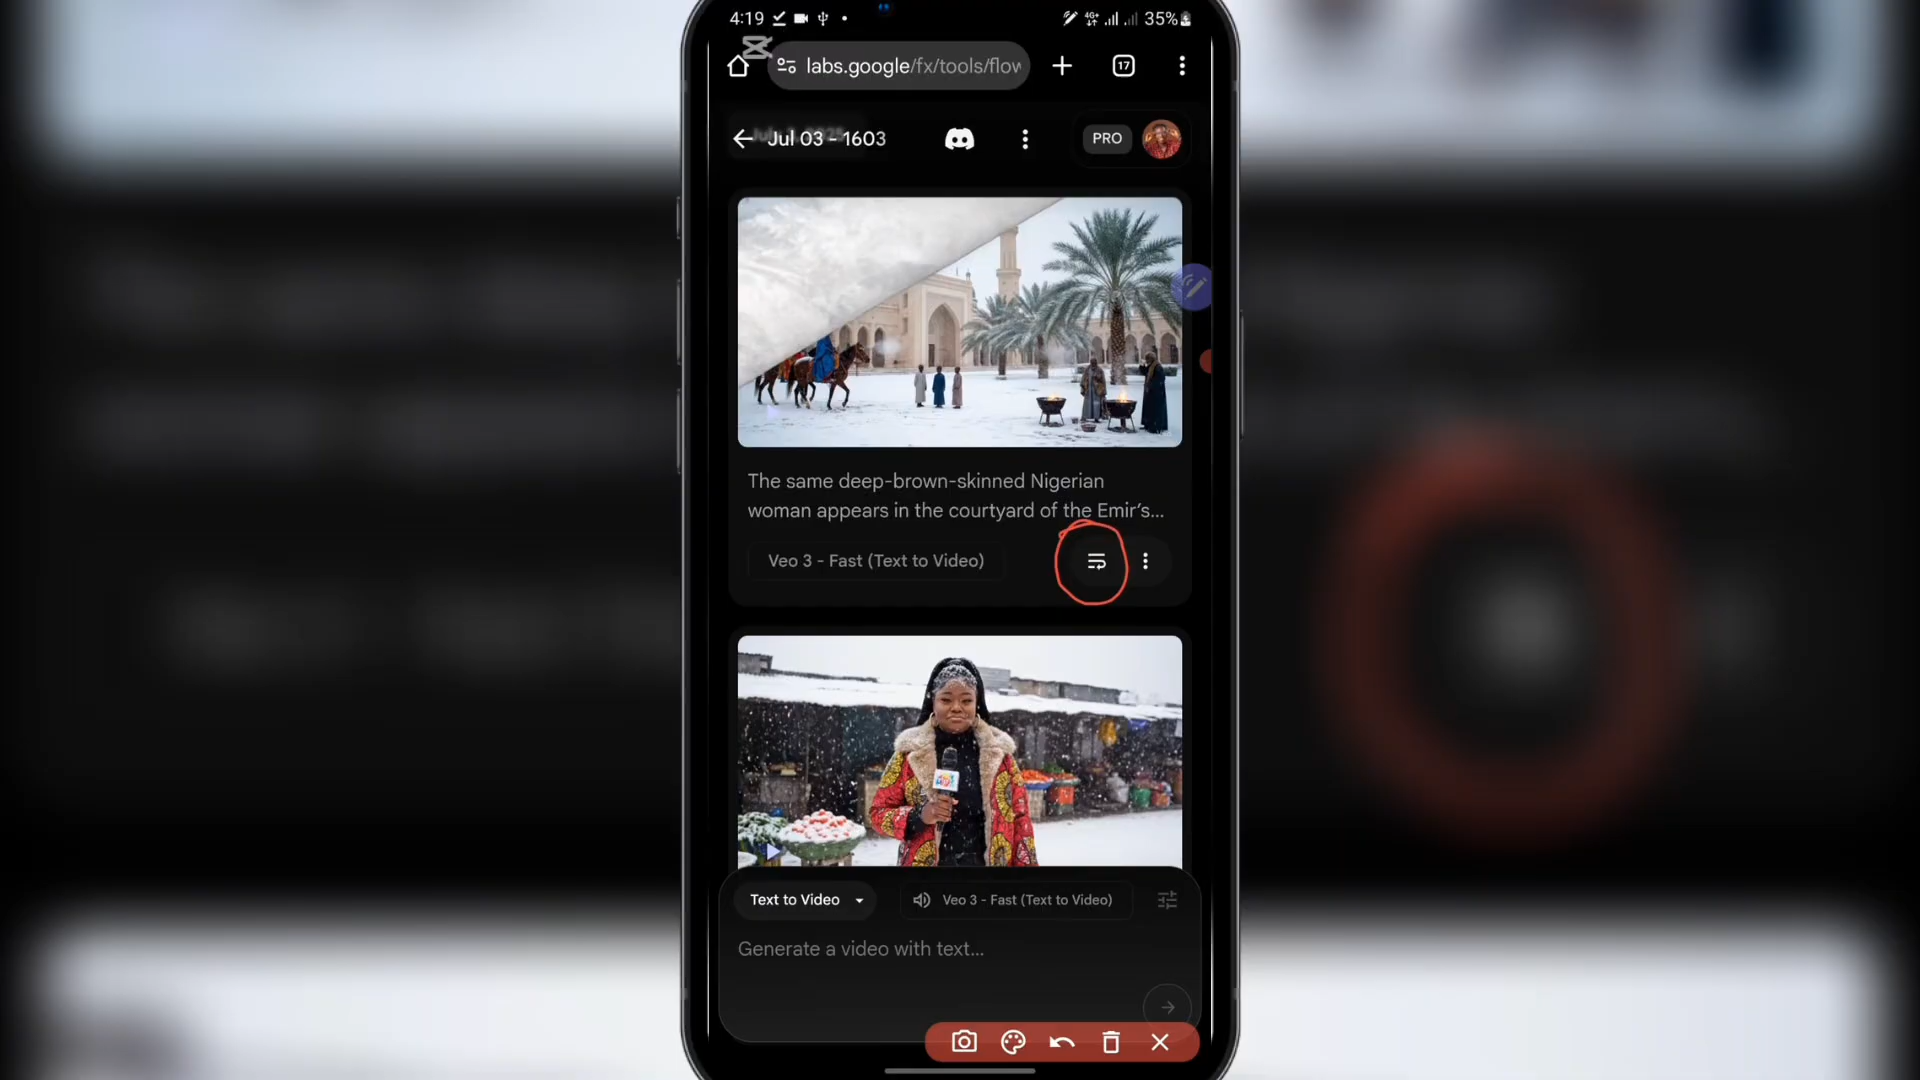 4:19
4G+
35%
labs.google/fx/tools/flow
17
Jul 03 - 1603
PRO
The same deep-brown-skinned Nigerian
woman appears in the courtyard of the Emir’s...
Veo 3 - Fast (Text to Video)
Text to Video
Veo 3 - Fast (Text to Video)
Generate a video with text...